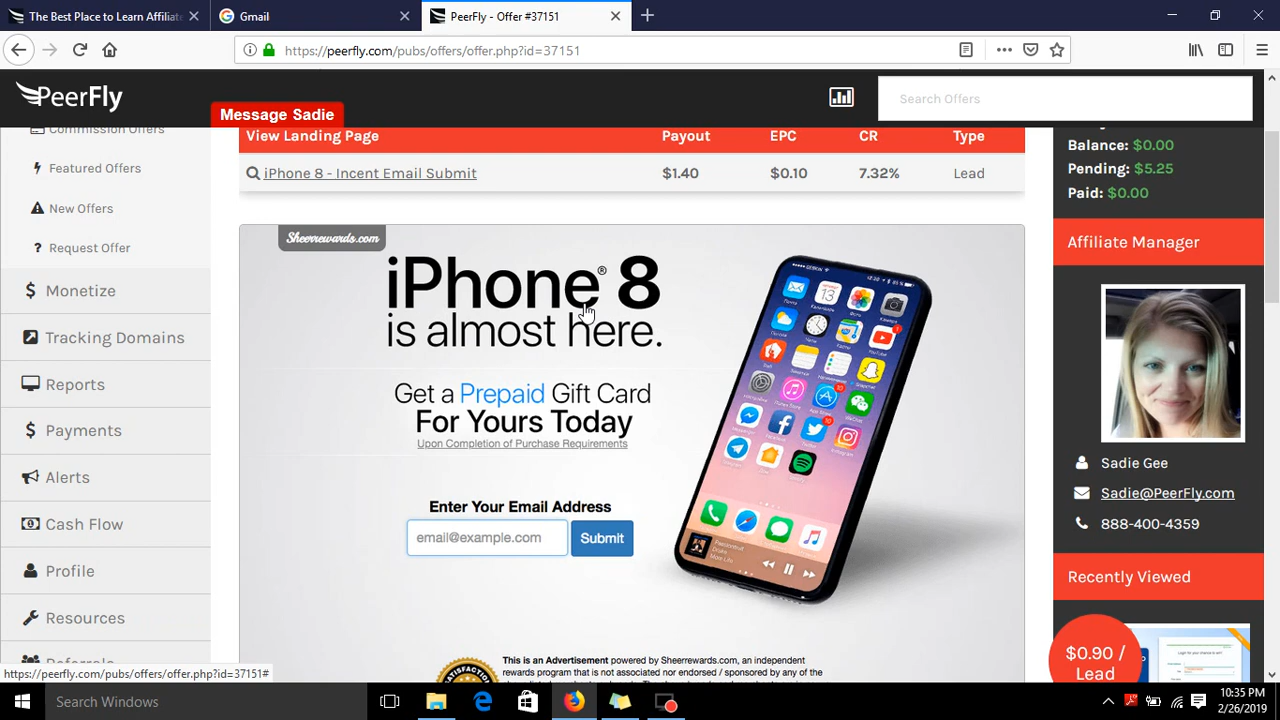 The Best Place to Learn Affiliate
Gmail
PeerFly - Offer #37151
https://peerfly.com/pubs/offers/offer.php?id=37151
PeerFly
Message Sadie
Search Offers
Commission Offers
Featured Offers
New Offers
Request Offer
Monetize
Tracking Domains
Reports
Payments
Alerts
Cash Flow
Profile
Resources
Referrals
View Landing Page Payout EPC CR Type
iPhone 8 - Incent Email Submit $1.40 $0.10 7.32% Lead
Sheerrewards.com
iPhone® 8
is almost here.
Get a Prepaid Gift Card
For Yours Today
Upon Completion of Purchase Requirements
Enter Your Email Address
email@example.com Submit
This is an Advertisement powered by Sheerrewards.com, an independent
rewards program that is not associated nor endorsed / sponsored by any of the
Balance: $0.00
Pending: $5.25
Paid: $0.00
Affiliate Manager
Sadie Gee
Sadie@PeerFly.com
888-400-4359
Recently Viewed
$0.90 /
Lead
https://peerfly.com/pubs/offers/offer.php?id=37151#
Search Windows
10:35 PM
2/26/2019